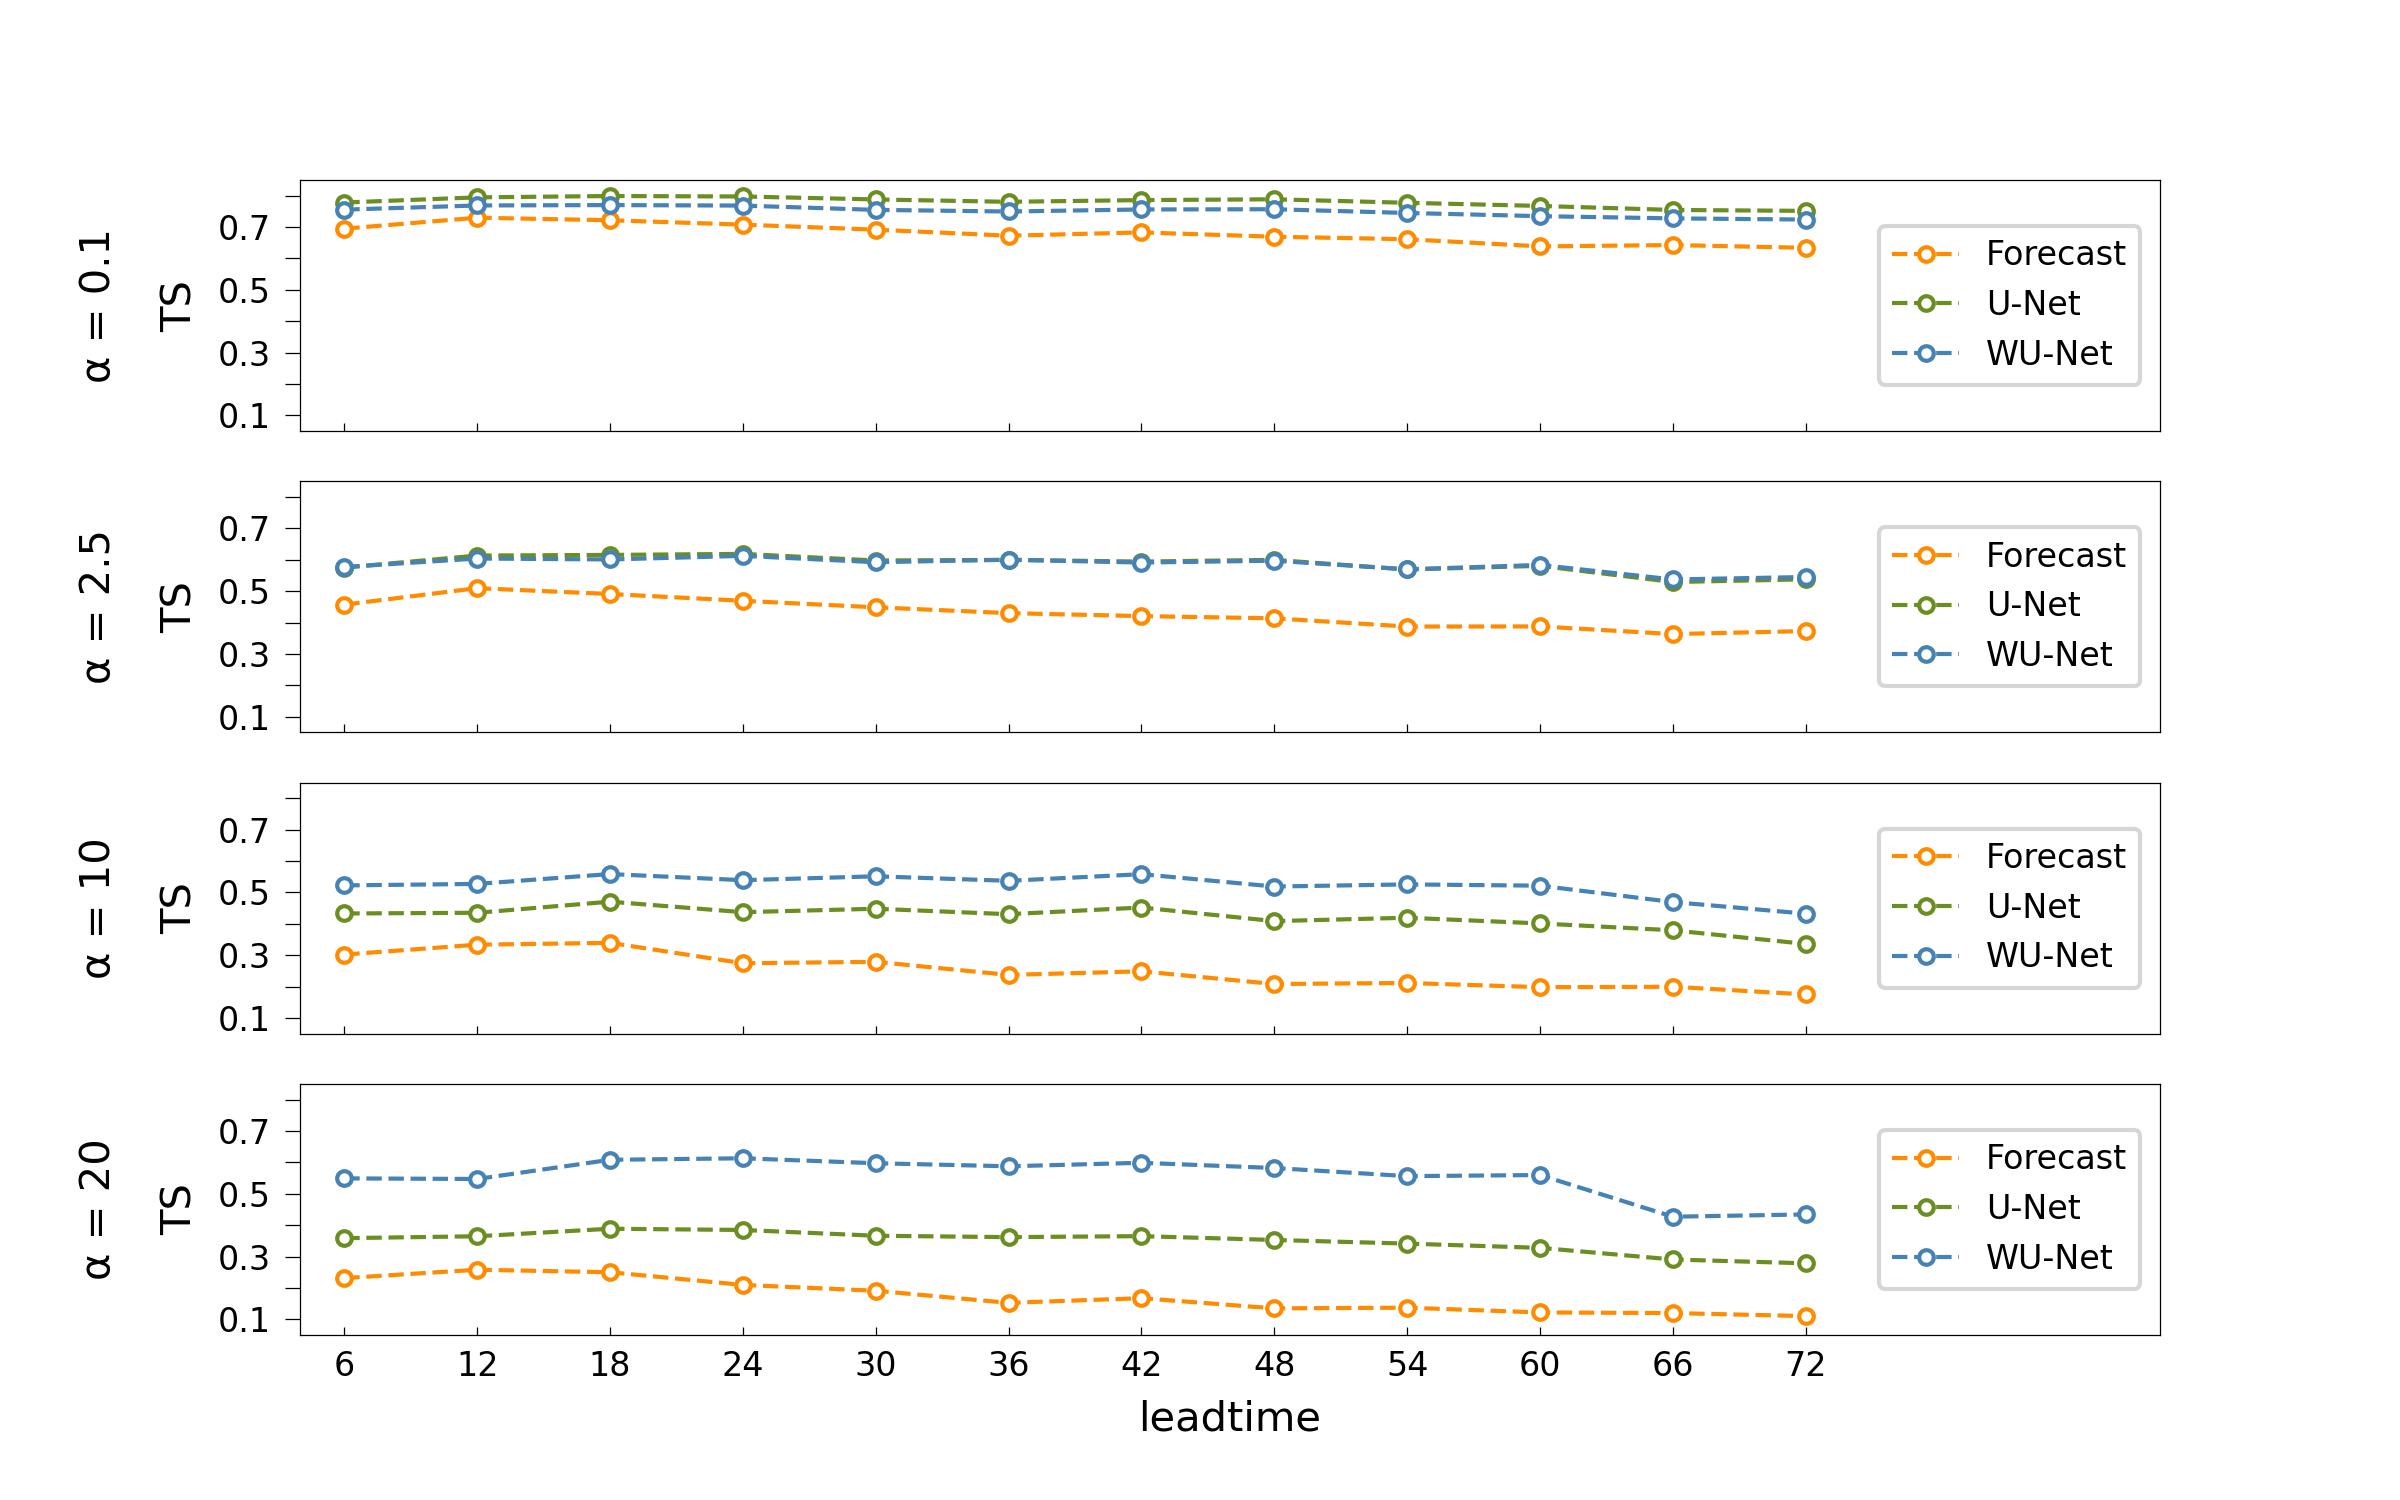 α = 0.1
TS
0.7
0.5
0.3
0.1
Forecast
U-Net
WU-Net
α = 2.5
TS
0.7
0.5
0.3
0.1
Forecast
U-Net
WU-Net
α = 10
TS
0.7
0.5
0.3
0.1
Forecast
U-Net
WU-Net
α = 20
TS
0.7
0.5
0.3
0.1
Forecast
U-Net
WU-Net
6 12 18 24 30 36 42 48 54 60 66 72
leadtime